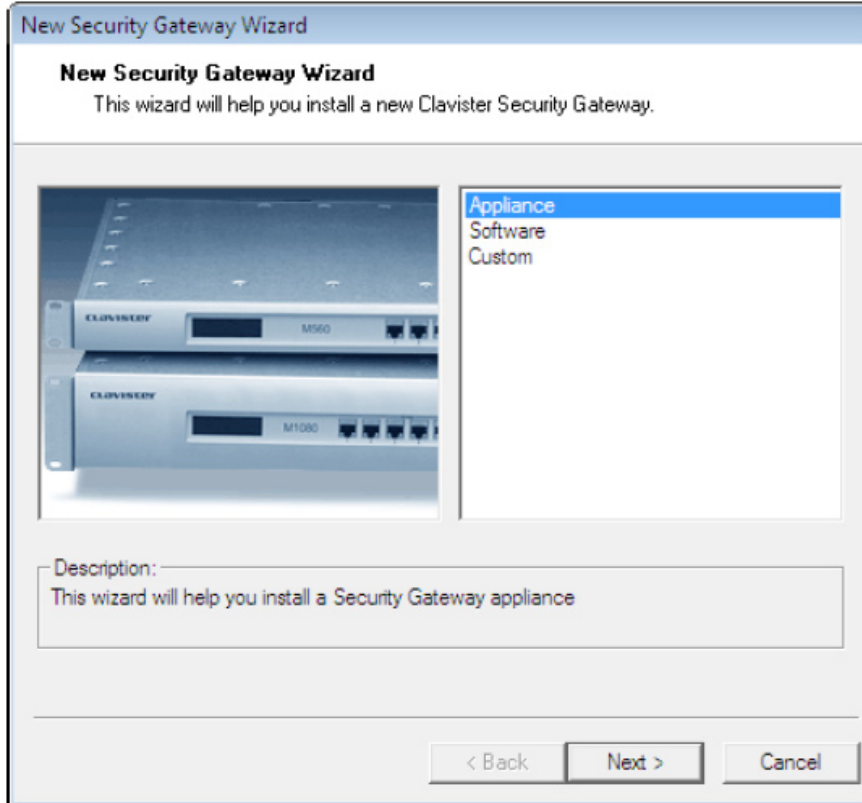 New Security Gateway Wizard
New Security Gateway Wizard
This wizard will help you install a new Clavister Security Gateway.
CLAVISTER
M560
CLAVISTER
M1080
Appliance
Software
Custom
Description:
This wizard will help you install a Security Gateway appliance
< Back
Next >
Cancel